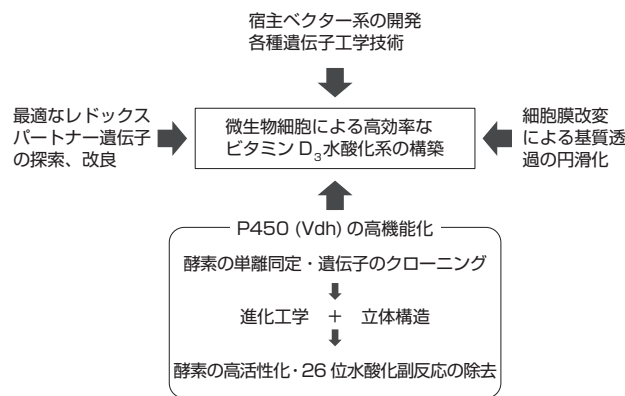 宿主ベクター系の開発
各種遺伝子工学技術
最適なレドックス
パートナー遺伝子
の探索、改良
微生物細胞による高効率な
ビタミン D₃水酸化系の構築
細胞膜改変
による基質透
過の円滑化
P450 (Vdh) の高機能化
酵素の単離同定・遺伝子のクローニング
進化工学 + 立体構造
酵素の高活性化・26 位水酸化副反応の除去